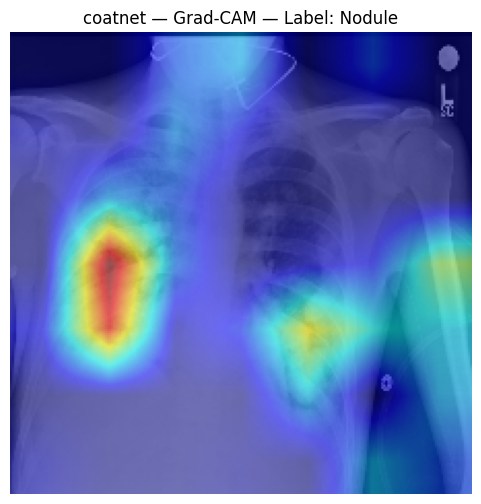 coatnet — Grad-CAM — Label: Nodule
L